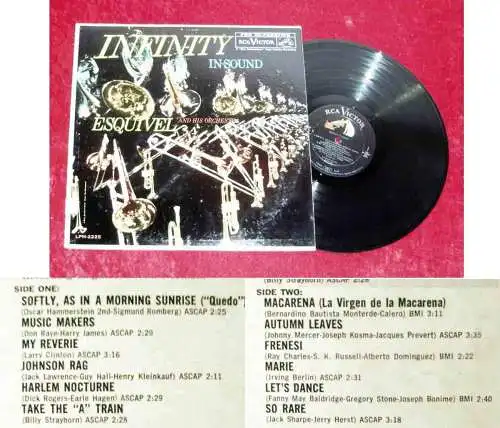 INFINITY
IN-SOUND
RCA VICTOR
ESQUIVEL AND HIS ORCHESTRA
LPM-2225
RCA VICTOR
SIDE ONE:
SOFTLY, AS IN A MORNING SUNRISE ("Quedo")
(Oscar Hammerstein 2nd-Sigmund Romberg) ASCAP 2:25
MUSIC MAKERS
(Don Raye-Harry James) ASCAP 2:29
MY REVERIE
(Larry Clinton) ASCAP 3:16
JOHNSON RAG
(Jack Lawrence-Guy Hall-Henry Kleinkauf) ASCAP 2:11
HARLEM NOCTURNE
(Dick Rogers-Earle Hagen) ASCAP
TAKE THE "A" TRAIN
(Billy Strayhorn) ASCAP 2:28
(Billy Strayhorn) ASCAP 2:28
SIDE TWO:
MACARENA (La Virgen de la Macarena)
(Bernardino Bautista Monterde-Calero) BMI 3:11
AUTUMN LEAVES
(Johnny Mercer-Joseph Kosma-Jacques Prevert) ASCAP 3:35
FRENESI
(Ray Charles-S. K. Russell-Alberto Dominguez) BMI
MARIE
(Irving Berlin) ASCAP 2:31
LET'S DANCE
(Fanny May Baldridge-Gregory Stone-Joseph Bonime) BMI 2:40
SO RARE
(Jack Sharpe-Jerry Herst) ASCAP 3:18